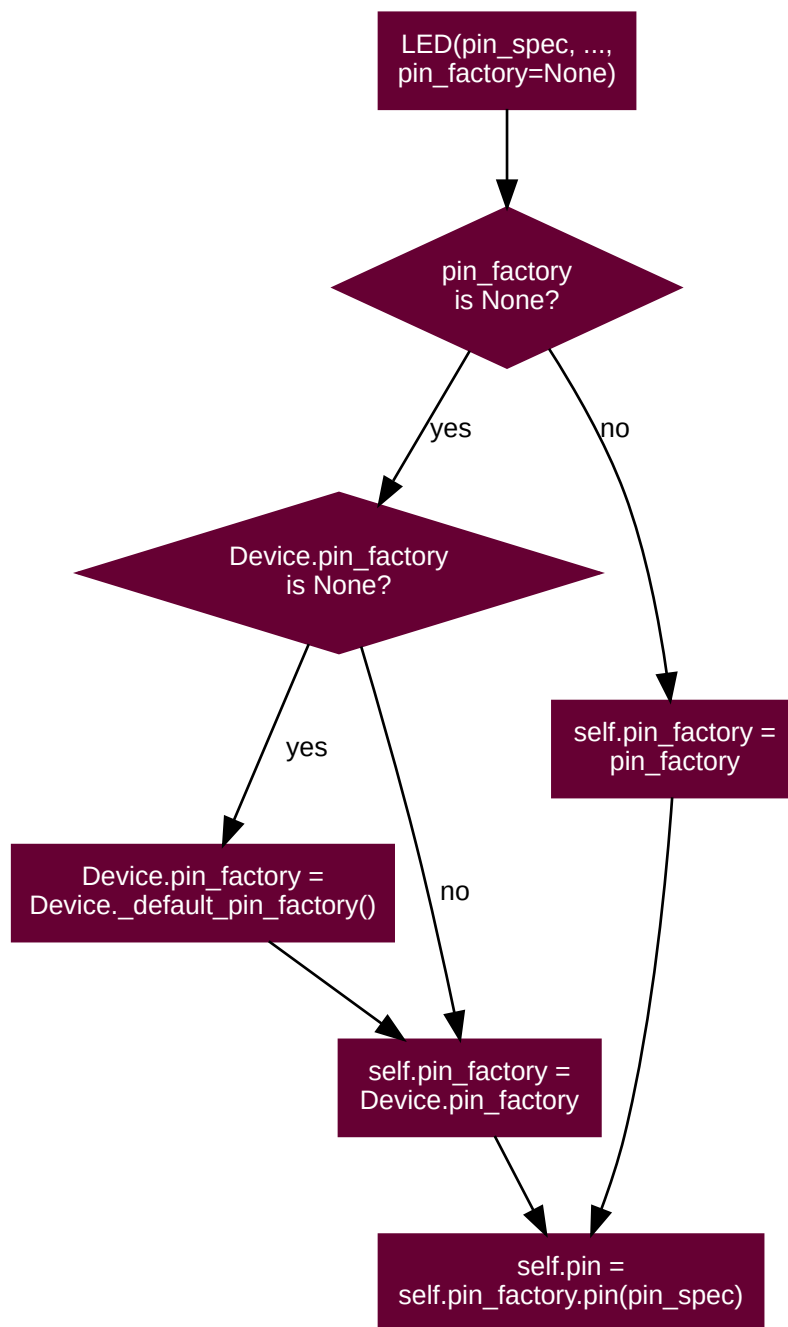 LED(pin_spec, ...,
pin_factory=None)
pin_factory
is None?
yes
no
Device.pin_factory
is None?
self.pin_factory =
pin_factory
yes
Device.pin_factory =
Device._default_pin_factory()
no
self.pin_factory =
Device.pin_factory
self.pin =
self.pin_factory.pin(pin_spec)